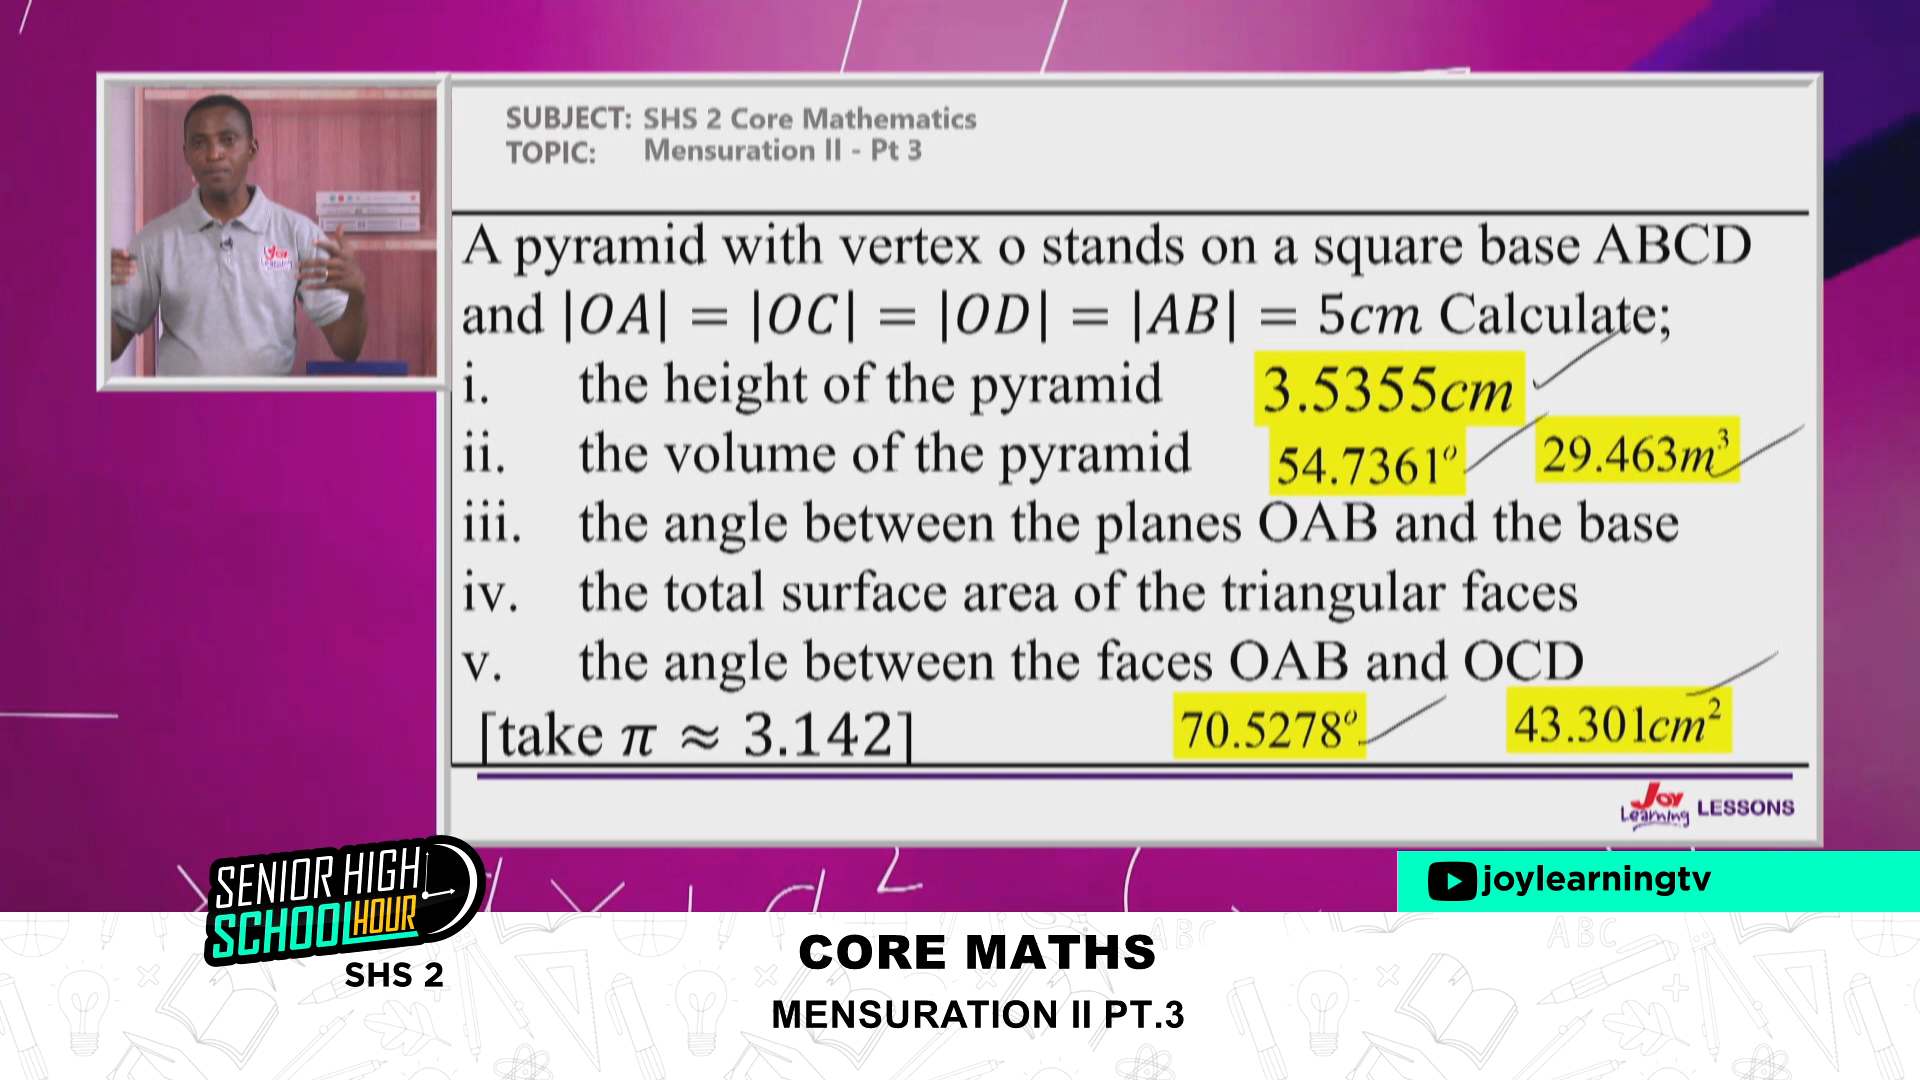 SUBJECT: SHS 2 Core Mathematics
TOPIC: Mensuration II - Pt 3
A pyramid with vertex o stands on a square base ABCD
and |OA| = |OC| = |OD| = |AB| = 5cm Calculate;
i. the height of the pyramid 3.5355cm
ii. the volume of the pyramid 54.7361° 29.463m³
iii. the angle between the planes OAB and the base
iv. the total surface area of the triangular faces
v. the angle between the faces OAB and OCD
[take π ≈ 3.142] 70.5278° 43.301cm²
Joy Learning LESSONS
joylearningtv
SENIOR HIGH
SCHOOL HOUR
SHS 2
CORE MATHS
MENSURATION II PT.3